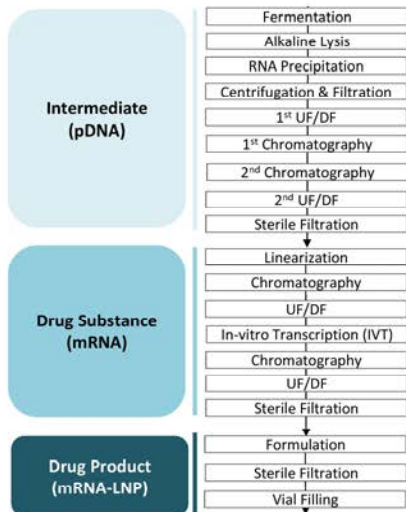 Intermediate
(pDNA)
Fermentation
Alkaline Lysis
RNA Precipitation
Centrifugation & Filtration
1st UF/DF
1st Chromatography
2nd Chromatography
2nd UF/DF
Sterile Filtration
Drug Substance
(mRNA)
Linearization
Chromatography
UF/DF
In-vitro Transcription (IVT)
Chromatography
UF/DF
Sterile Filtration
Drug Product
(mRNA-LNP)
Formulation
Sterile Filtration
Vial Filling